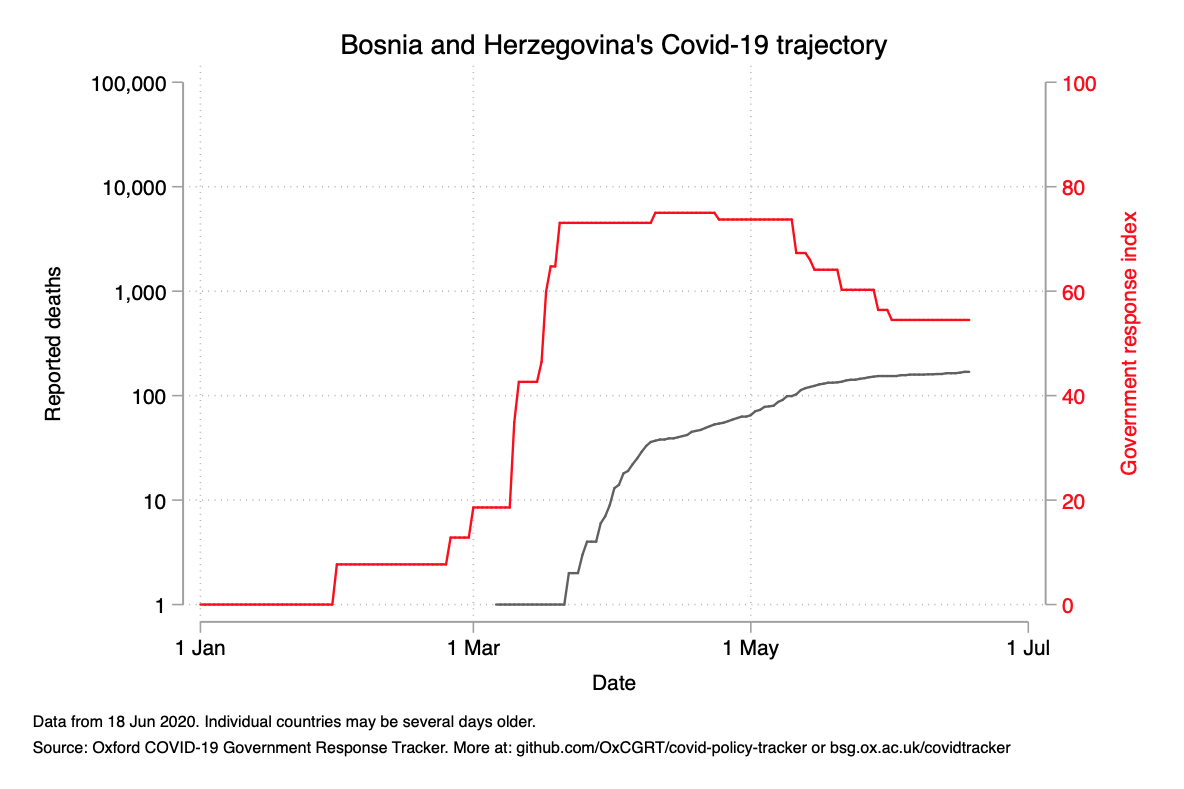 Bosnia and Herzegovina's Covid-19 trajectory
100,000
10,000
1,000
100
10
1
Reported deaths
100
80
60
40
20
0
Government response index
1 Jan
1 Mar
1 May
1 Jul
Date
Data from 18 Jun 2020. Individual countries may be several days older.
Source: Oxford COVID-19 Government Response Tracker. More at: github.com/OxCGRT/covid-policy-tracker or bsg.ox.ac.uk/covidtracker